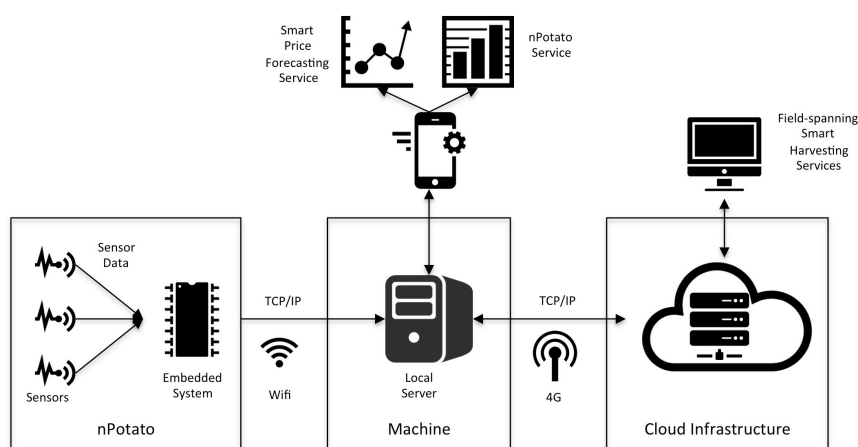 Smart
Price
Forecasting
Service
nPotato
Service
Field-spanning
Smart
Harvesting
Services
Sensor
Data
TCP/IP
TCP/IP
Sensors
Embedded
System
Wifi
Local
Server
4G
nPotato
Machine
Cloud Infrastructure